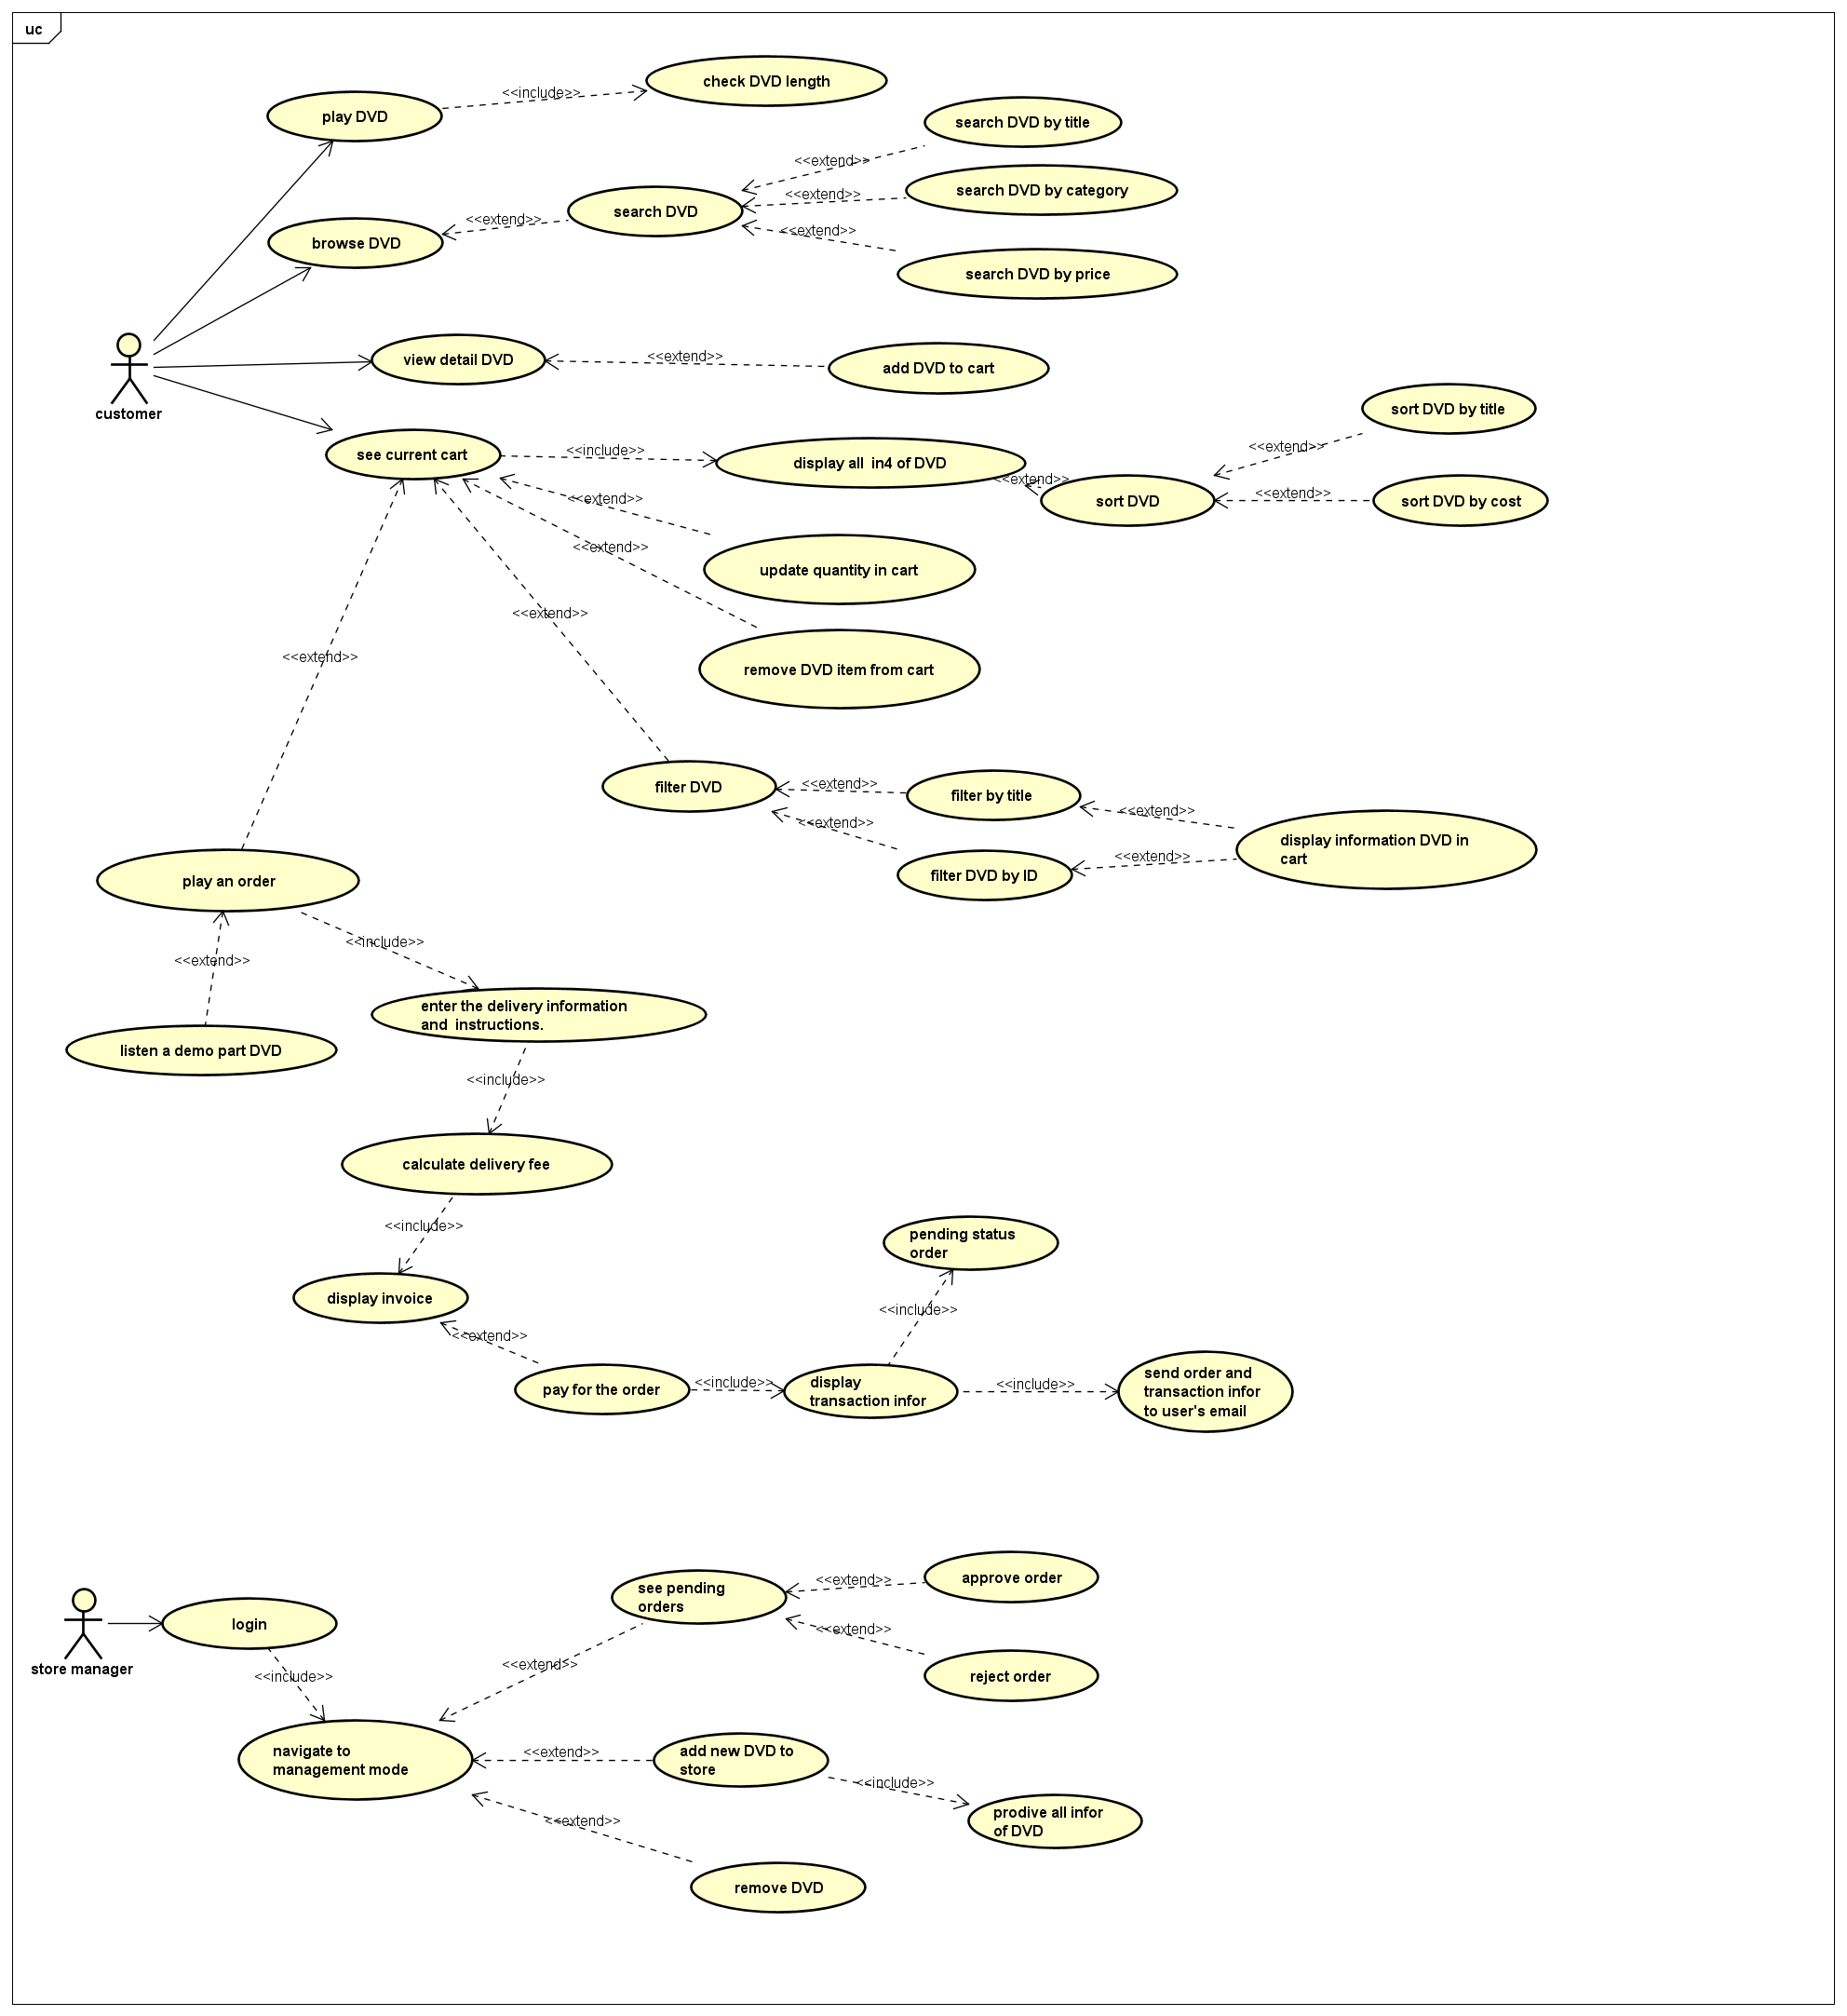 uc
check DVD length
<<include>>
play DVD
search DVD by title
<<extend>>
search DVD by category
<<extend>>
search DVD
<<extend>>
<<extend>>
browse DVD
search DVD by price
view detail DVD
<<extend>>
add DVD to cart
customer
sort DVD by title
<<extend>>
see current cart
<<include>>
display all  in4 of DVD
<<extend>>
sort DVD
<<extend>>
sort DVD by cost
<<extend>>
<<extend>>
update quantity in cart
<<extend>>
<<extend>>
remove DVD item from cart
filter DVD
<<extend>>
filter by title
<<extend>>
<<extend>>
display information DVD in
cart
<<extend>>
filter DVD by ID
play an order
<<include>>
<<extend>>
enter the delivery information
and  instructions.
listen a demo part DVD
<<include>>
calculate delivery fee
<<include>>
pending status
order
display invoice
<<include>>
<<extend>>
pay for the order
<<include>>
display
transaction infor
<<include>>
send order and
transaction infor
to user's email
see pending
orders
<<extend>>
approve order
login
<<extend>>
store manager
<<include>>
<<extend>>
reject order
navigate to
management mode
<<extend>>
add new DVD to
store
<<include>>
prodive all infor
of DVD
<<extend>>
remove DVD